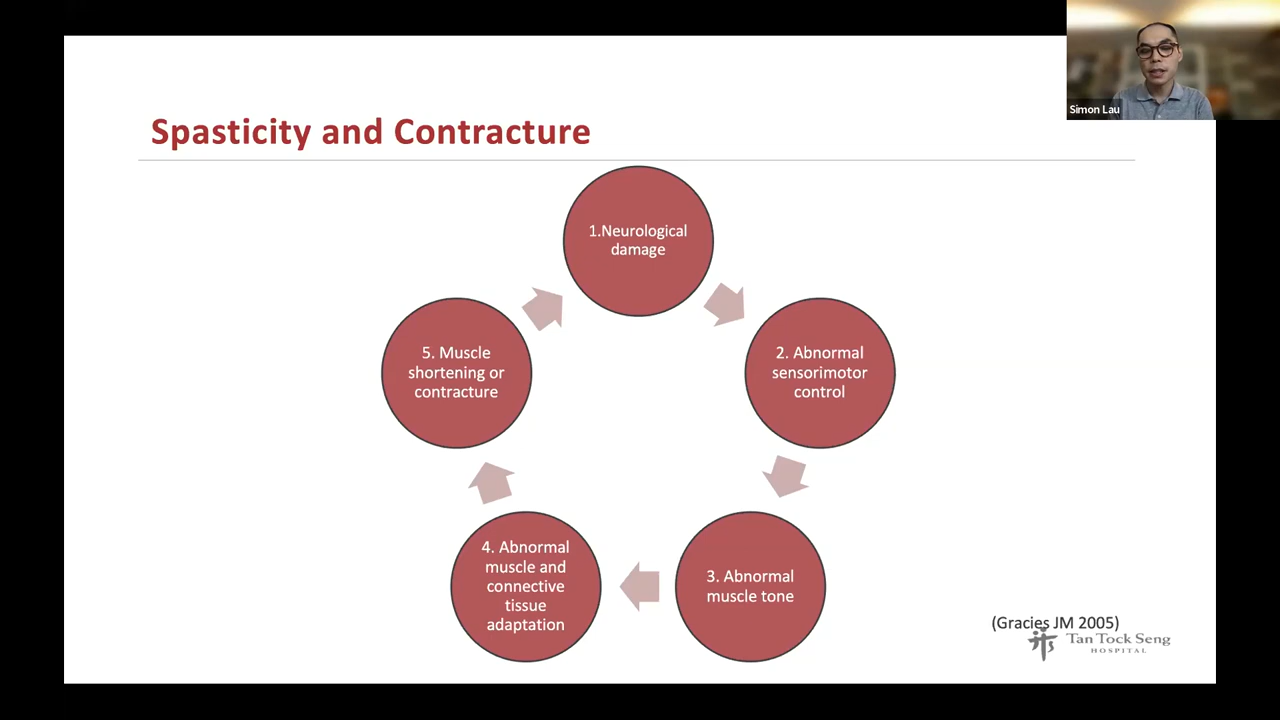 Simon Lau
Spasticity and Contracture
1.Neurological
damage
2. Abnormal
sensorimotor
control
3. Abnormal
muscle tone
4. Abnormal
muscle and
connective
tissue
adaptation
5. Muscle
shortening or
contracture
(Gracies JM 2005)
Tan Tock Seng
HOSPITAL